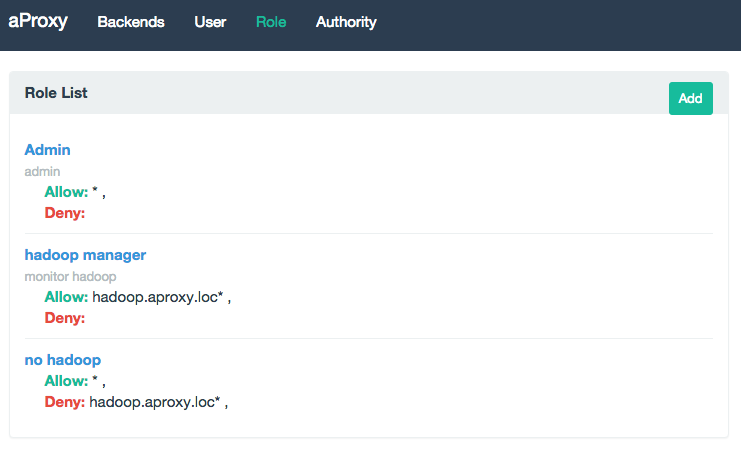 aProxy Backends User Role Authority
Role List Add
Admin
admin
Allow: * ,
Deny:
hadoop manager
monitor hadoop
Allow: hadoop.aproxy.loc* ,
Deny:
no hadoop
Allow: * ,
Deny: hadoop.aproxy.loc* ,